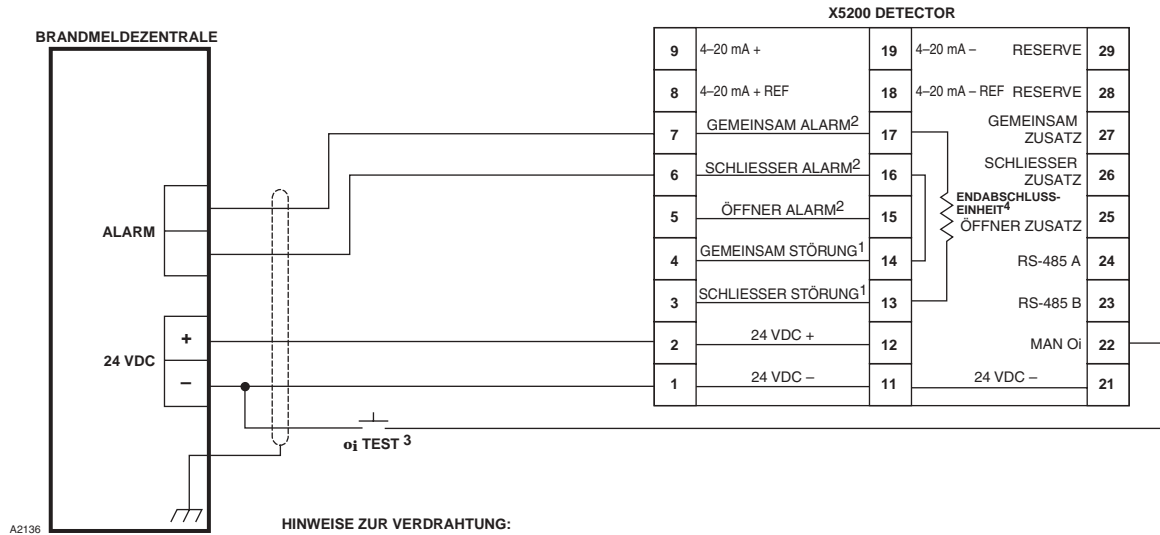 X5200 DETECTOR
BRANDMELDEZENTRALE
9 4–20 mA + 19 4–20 mA – RESERVE 29
8 4–20 mA + REF 18 4–20 mA – REF RESERVE 28
7 GEMEINSAM ALARM2 17 GEMEINSAM ZUSATZ 27
6 SCHLIESSER ALARM2 16 SCHLIESSER ZUSATZ 26
ENDABSCHLUSS-
EINHEIT4
5 ÖFFNER ALARM2 15 ÖFFNER ZUSATZ 25
4 GEMEINSAM STÖRUNG1 14 RS-485 A 24
3 SCHLIESSER STÖRUNG1 13 RS-485 B 23
2 24 VDC + 12 MAN Oi 22
1 24 VDC – 11 24 VDC – 21
ALARM
+
24 VDC
–
oi TEST 3
A2136
HINWEISE ZUR VERDRAHTUNG: